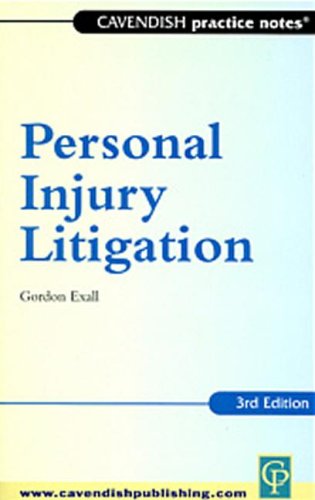 CAVENDISH practice notes®
Personal
Injury
Litigation
Gordon Exall
3rd Edition
CP
www.cavendishpublishing.com